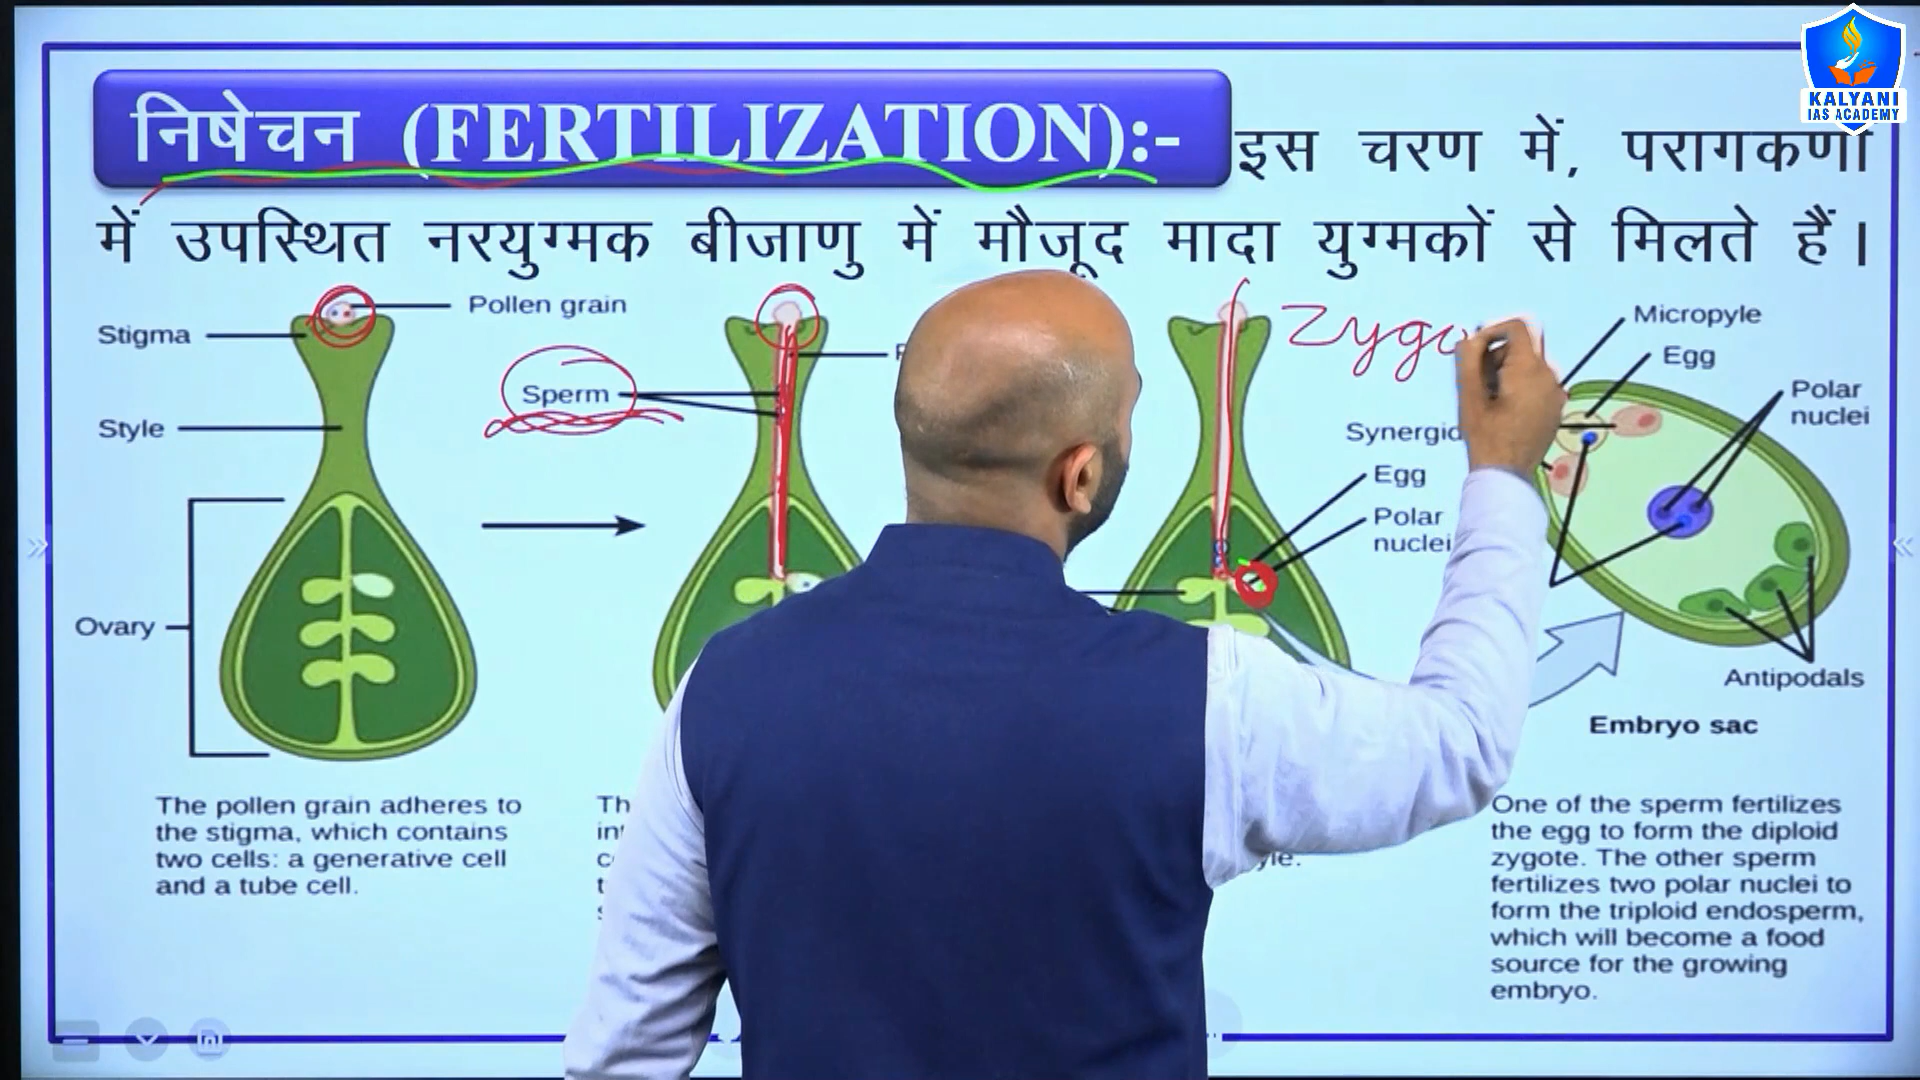 KALYANI
IAS ACADEMY
निषेचन (FERTILIZATION):- इस चरण में, परागकणों
में उपस्थित नरयुग्मक बीजाणु में मौजूद मादा युग्मकों से मिलते हैं।
Pollen grain
Stigma
Style
Ovary
Sperm
Egg
Polar
nuclei
Micropyle
Egg
Polar
nuclei
Antipodals
Embryo sac
The pollen grain adheres to
the stigma, which contains
two cells: a generative cell
and a tube cell.
One of the sperm fertilizes
the egg to form the diploid
zygote. The other sperm
fertilizes two polar nuclei to
form the triploid endosperm,
which will become a food
source for the growing
embryo.